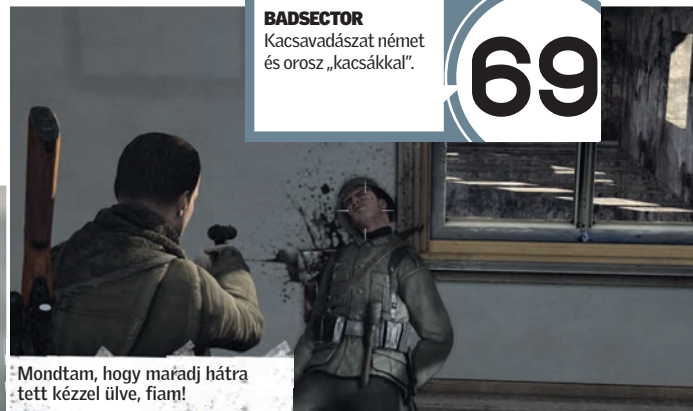 BADSECTOR
Kacsavadászat német
és orosz „kacsákkal”.
69
Mondtam, hogy maradj hátra
tett kézzel ülve, fiam!